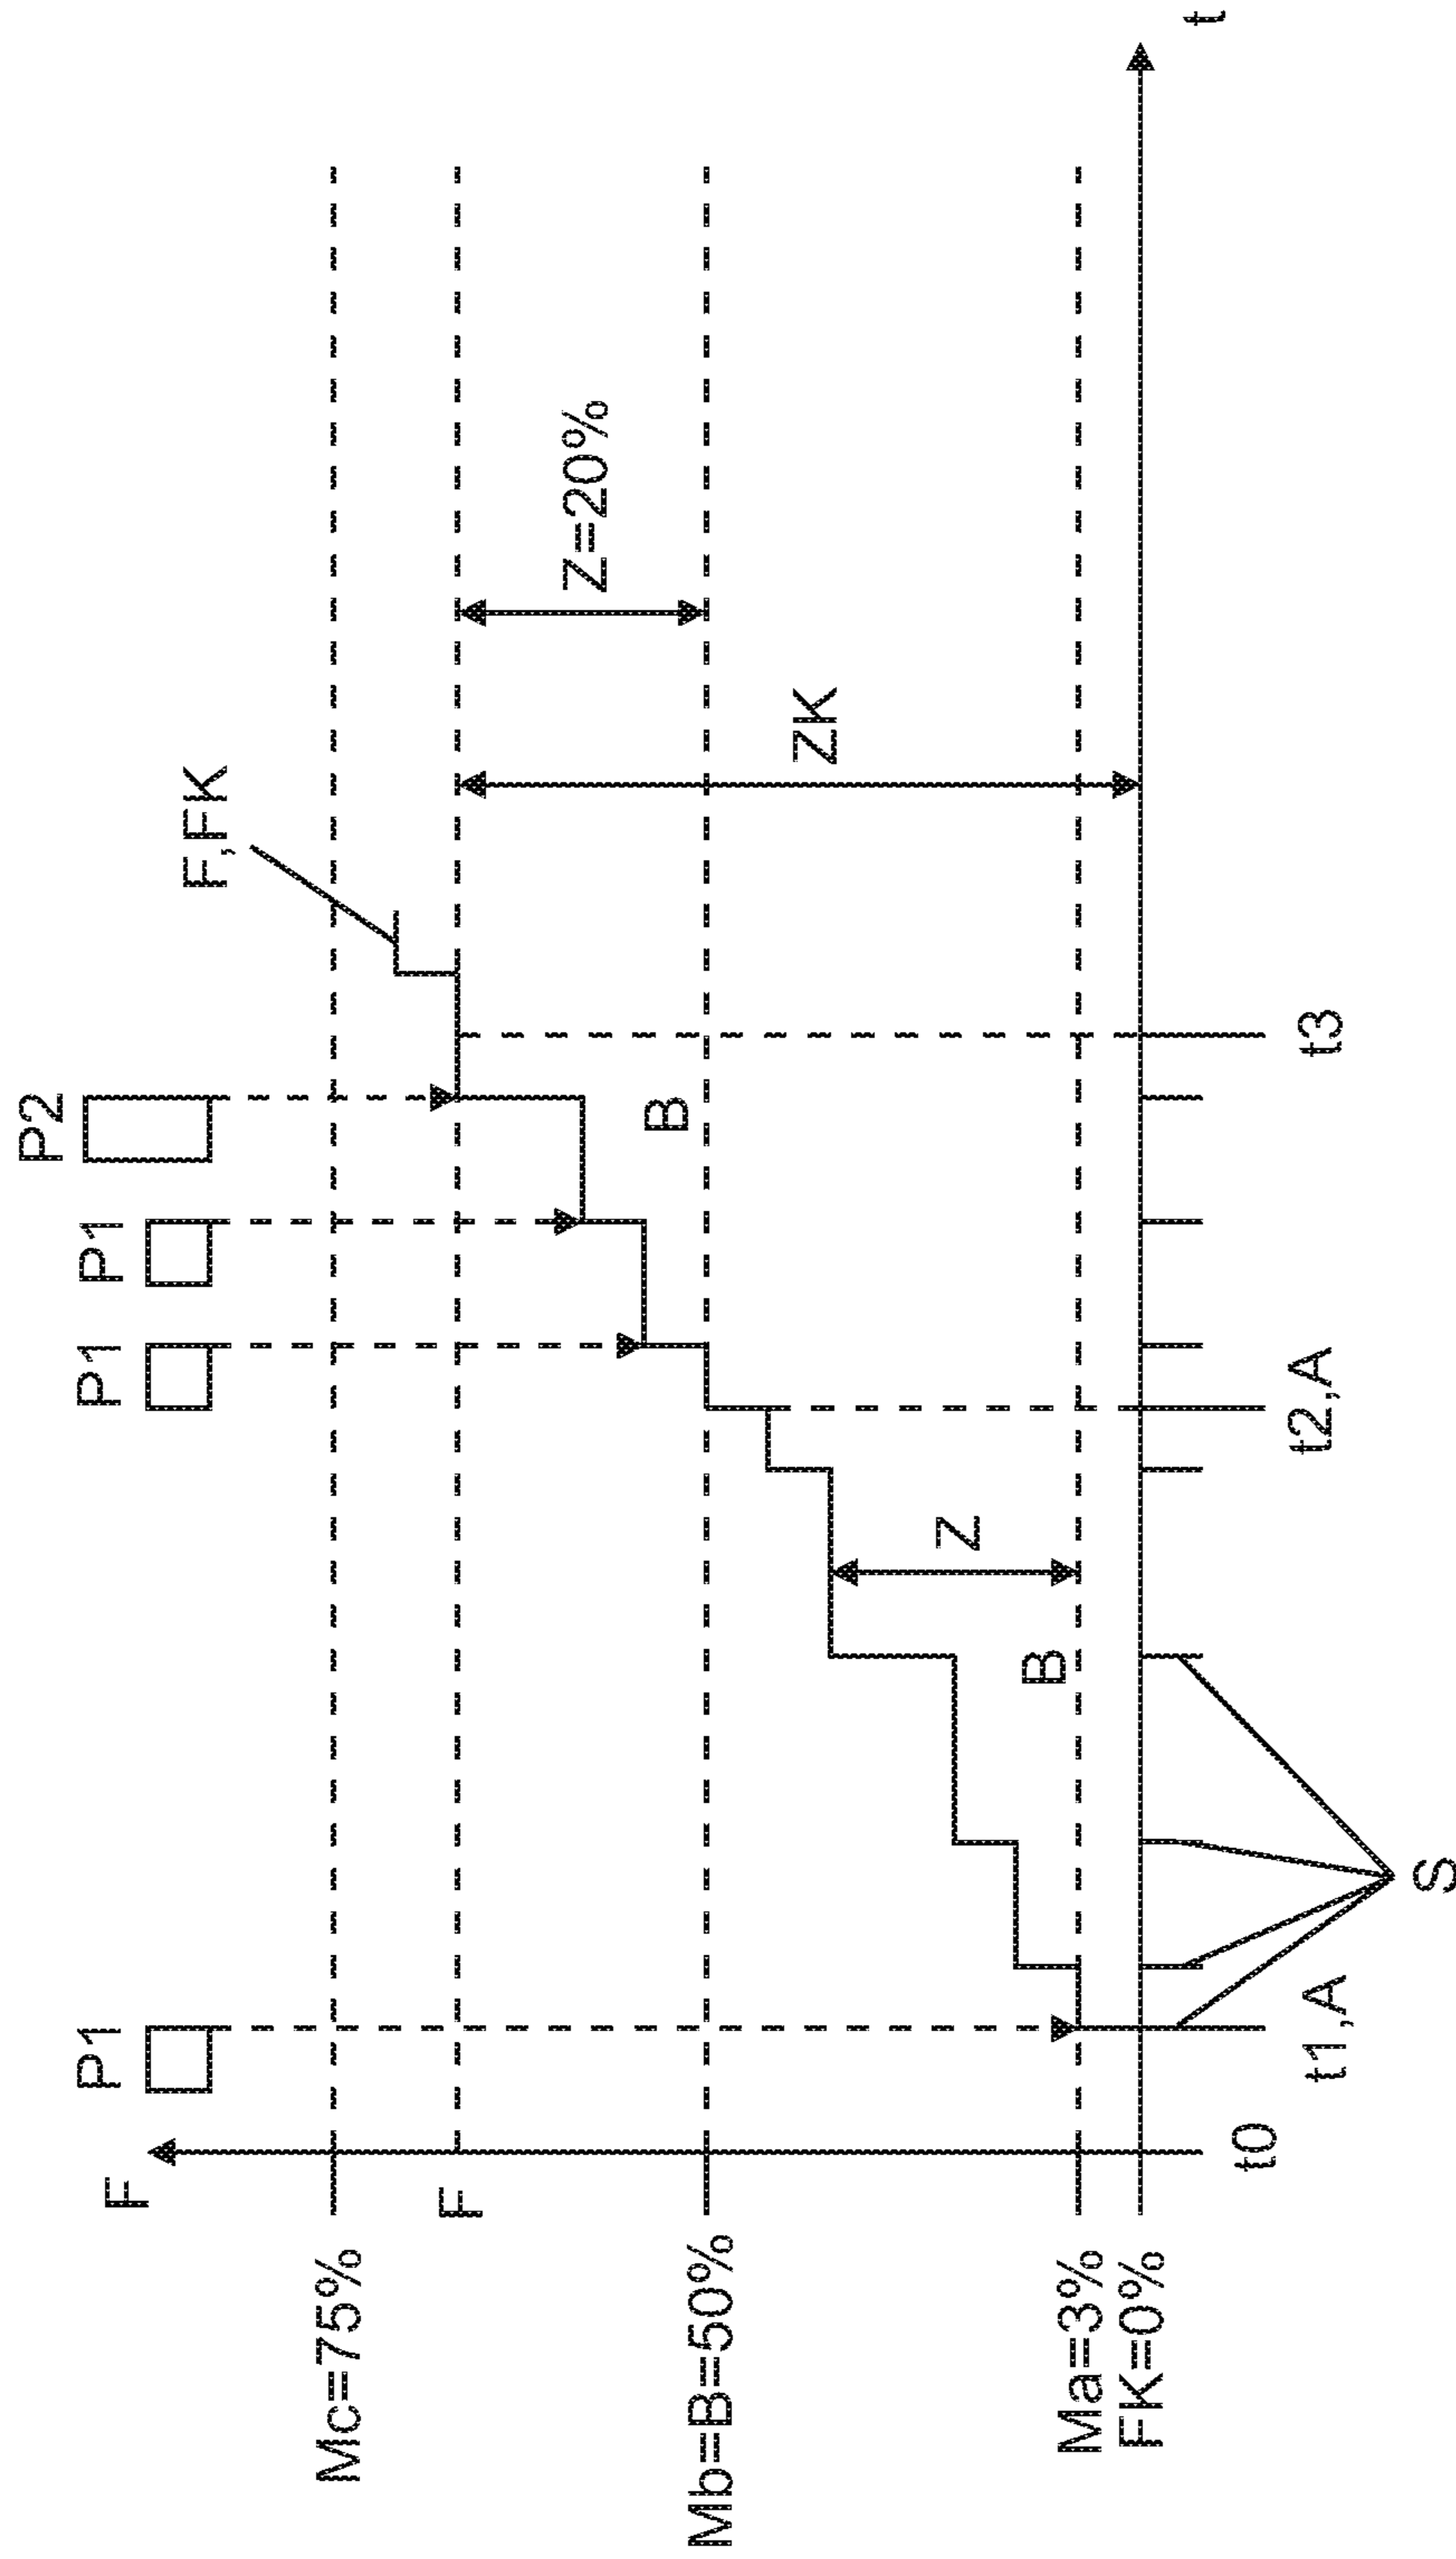 F
P1
P1
P1
P2
F,FK
Mc=75%
F
Z=20%
Mb=B=50%
B
ZK
Z
B
Ma=3%
FK=0%
t
t0
t1,A
t2,A
t3
S